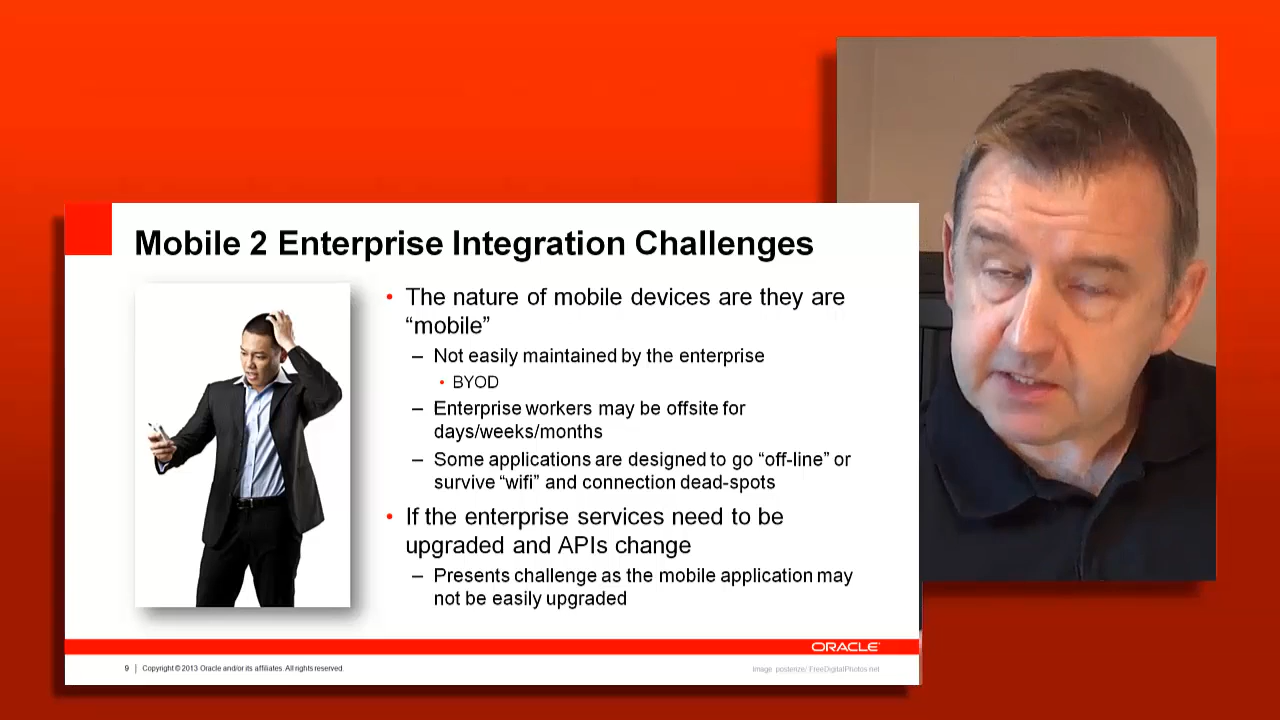 Mobile 2 Enterprise Integration Challenges
• The nature of mobile devices are they are
“mobile”
– Not easily maintained by the enterprise
• BYOD
– Enterprise workers may be offsite for
days/weeks/months
– Some applications are designed to go “off-line” or
survive “wifi” and connection dead-spots
• If the enterprise services need to be
upgraded and APIs change
– Presents challenge as the mobile application may
not be easily upgraded
ORACLE
9 | Copyright © 2013 Oracle and/or its affiliates. All rights reserved.
Image posterize/ FreeDigitalPhotos.net